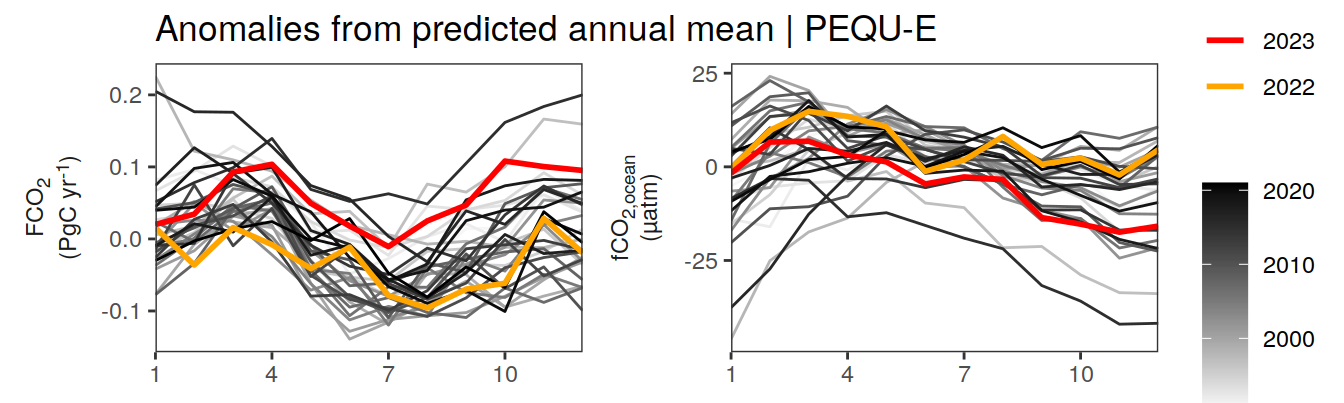 Anomalies from predicted annual mean | PEQU-E
FCO₂
(PgC yr⁻¹)
0.2
0.1
0.0
-0.1
1 4 7 10
fCO₂,ocean
(µatm)
25
0
-25
1 4 7 10
2023
2022
2020
2010
2000